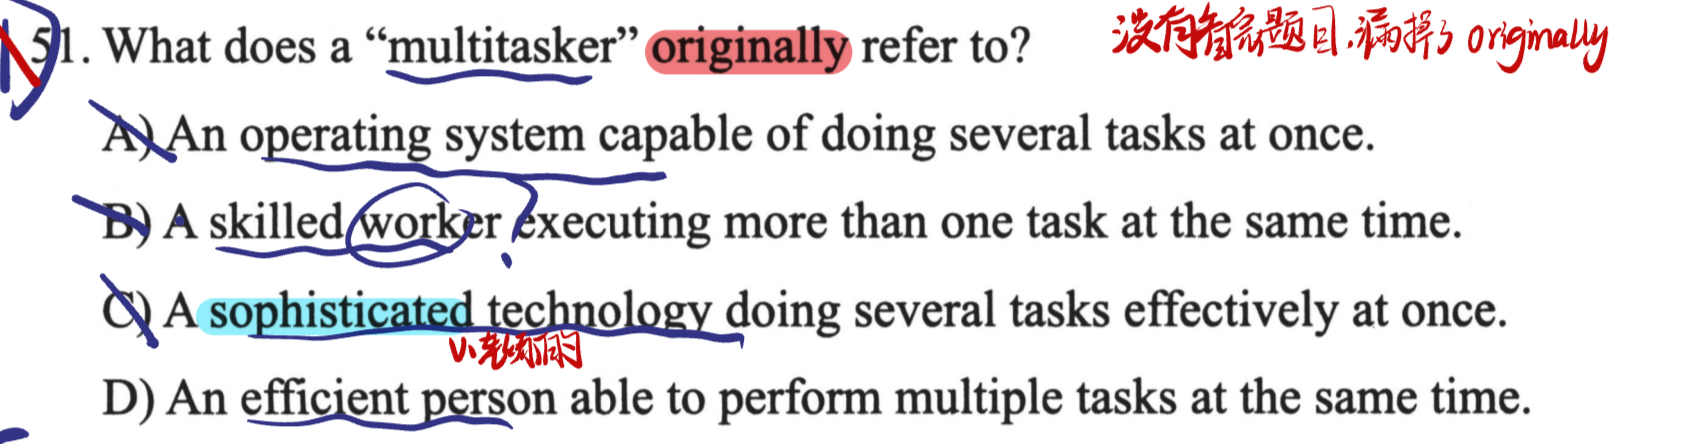 51. What does a “multitasker” originally refer to? 没有看完题目,漏掉了 originally
A) An operating system capable of doing several tasks at once.
B) A skilled worker executing more than one task at the same time. ?
C) A sophisticated technology doing several tasks effectively at once.
D) An efficient person able to perform multiple tasks at the same time.